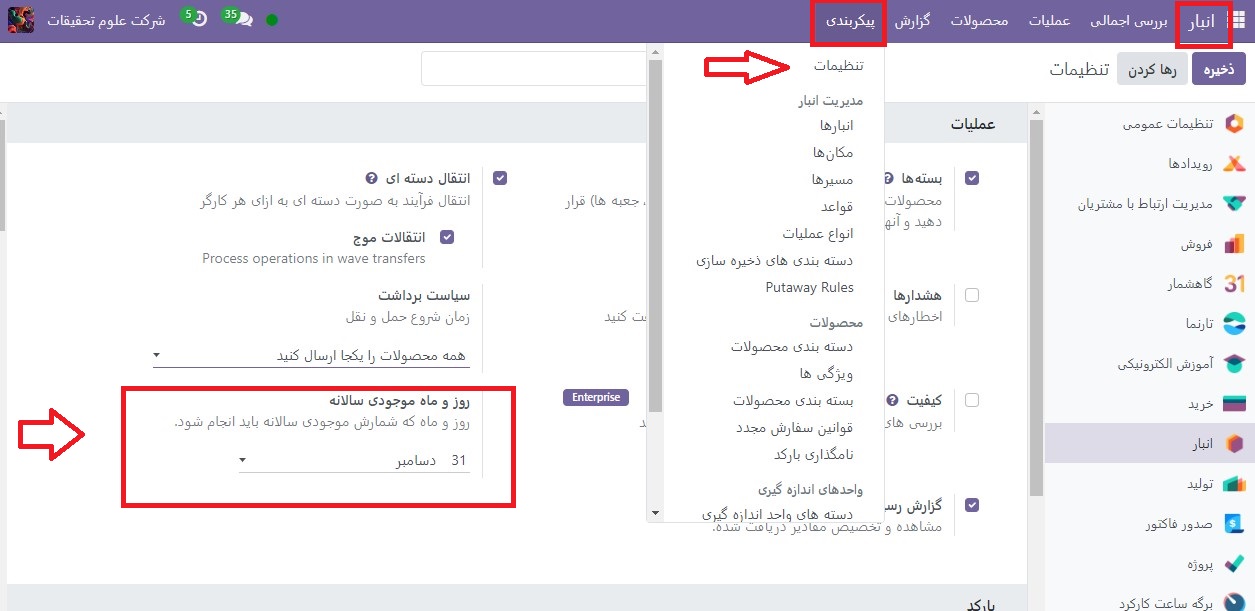 انبار
بررسی اجمالی
عملیات
محصولات
گزارش
پیکربندی
35
5
شرکت علوم تحقیقات
ذخیره
رها کردن
تنظیمات
تنظیمات عمومی
رویدادها
مدیریت ارتباط با مشتریان
فروش
31 گاهشمار
تارنما
آموزش الکترونیکی
خرید
انبار
تولید
صدور فاکتور
پروژه
برگه ساعت کارکرد
تنظیمات
مدیریت انبار
انبارها
مکان‌ها
مسیرها
قواعد
انواع عملیات
دسته بندی های ذخیره سازی
Putaway Rules
محصولات
دسته بندی محصولات
ویژگی ها
بسته بندی محصولات
قوانین سفارش مجدد
نامگذاری بارکد
واحدهای اندازه گیری
دسته های واحد اندازه گیری
عملیات
بسته‌ها
محصولات
، جعبه ها) قرار
دهید و آنها
انتقال دسته ای
انتقال فرآیند به صورت دسته ای به ازای هر کارگر
انتقالات موج
Process operations in wave transfers
هشدارها
اخطارهای
فت کنید
سیاست برداشت
زمان شروع حمل و نقل
همه محصولات را یکجا ارسال کنید
کیفیت
Enterprise
بررسی های
روز و ماه موجودی سالانه
روز و ماه که شمارش موجودی سالانه باید انجام شود.
31 دسامبر
گزارش رسی
مشاهده و تخصیص مقادیر دریافت شده.
بارکد